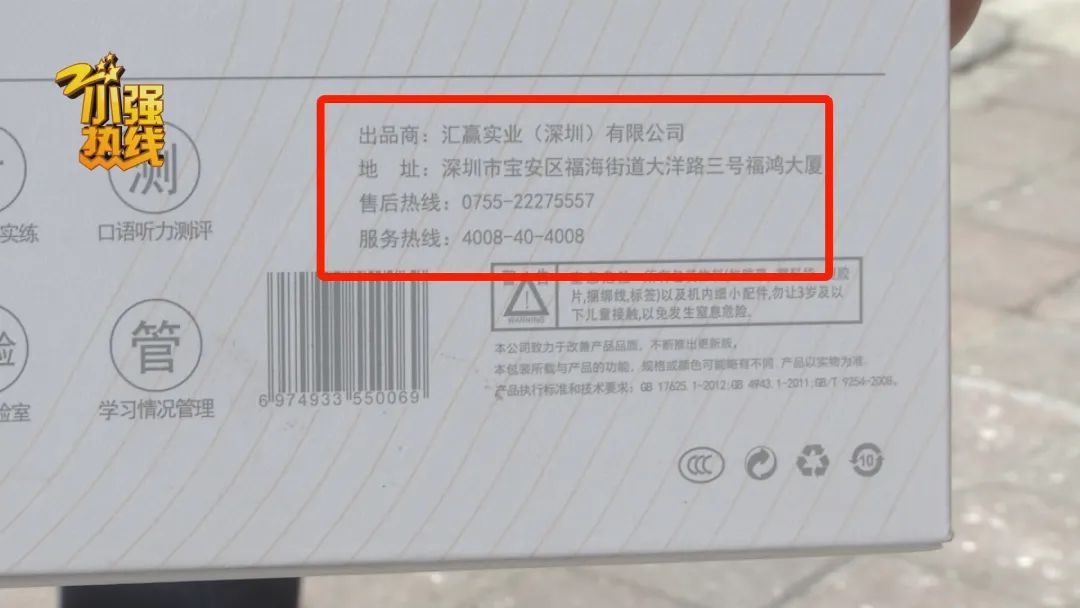 小强
热线
出品商：汇赢实业（深圳）有限公司
地 址：深圳市宝安区福海街道大洋路三号福鸿大厦
售后热线：0755-22275557
服务热线：4008-40-4008
测
实练
口语听力测评
WARNING
片,捆绑线,标签)以及机内细小配件,勿让3岁及以
下儿童接触,以免发生窒息危险.
管
验
验室
学习情况管理
6 974933 550069
本公司致力于改善产品品质，不断推出更新版，
本包装所载与产品的功能、规格或颜色可能略有不同 产品以实物为准
产品执行标准和技术要求：GB 17625.1-2012;GB 4943.1-2011;GB/T 9254-2008。
CCC
10